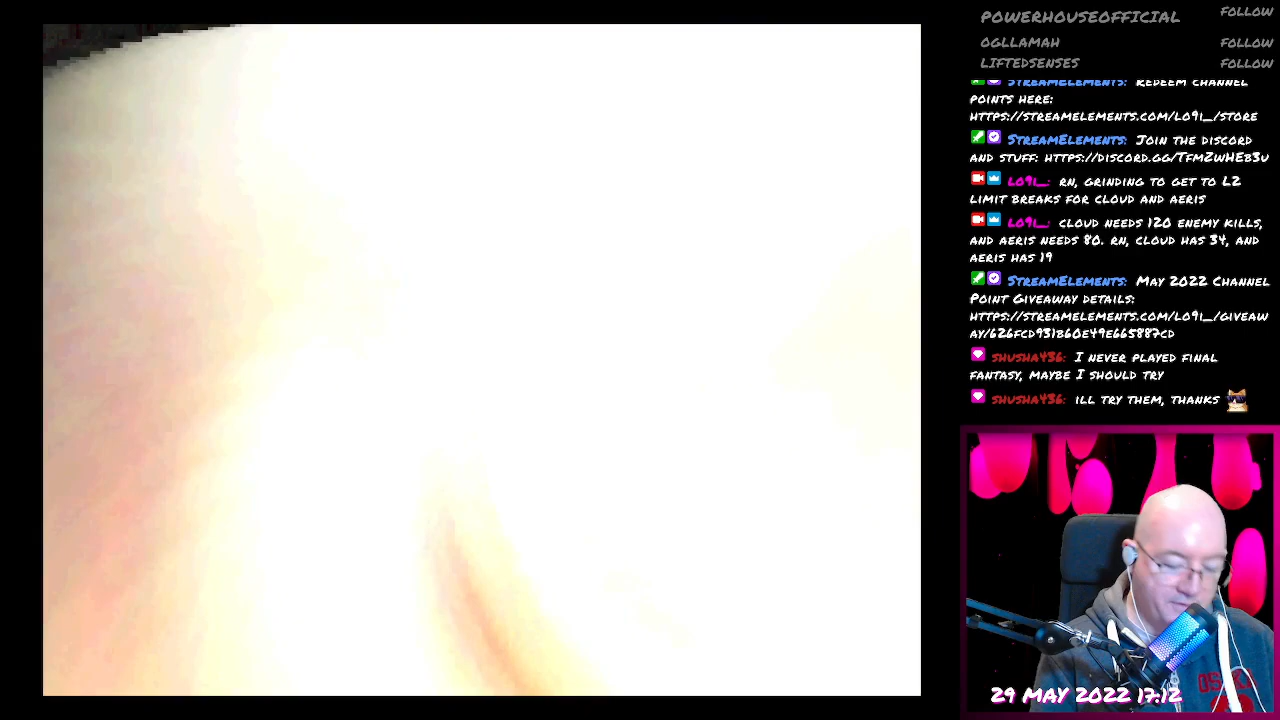 POWERHOUSEOFFICIAL FOLLOW
OGLLAMAH FOLLOW
LIFTEDSENSES FOLLOW
STREAMELEMENTS: REDEEM CHANNEL
POINTS HERE:
HTTPS://STREAMELEMENTS.COM/LO9I_/STORE
STREAMELEMENTS: JOIN THE DISCORD
AND STUFF: HTTPS://DISCORD.GG/TFMZWHEB3U
LO9I_: RN, GRINDING TO GET TO L2
LIMIT BREAKS FOR CLOUD AND AERIS
LO9I_: CLOUD NEEDS 120 ENEMY KILLS,
AND AERIS NEEDS 80. RN, CLOUD HAS 34, AND
AERIS HAS 19
STREAMELEMENTS: MAY 2022 CHANNEL
POINT GIVEAWAY DETAILS:
HTTPS://STREAMELEMENTS.COM/LO9I_/GIVEAW
AY/626FCD931B60E49E665887CD
SHUSHA436: I NEVER PLAYED FINAL
FANTASY, MAYBE I SHOULD TRY
SHUSHA436: ILL TRY THEM, THANKS
29 MAY 2022 17:12